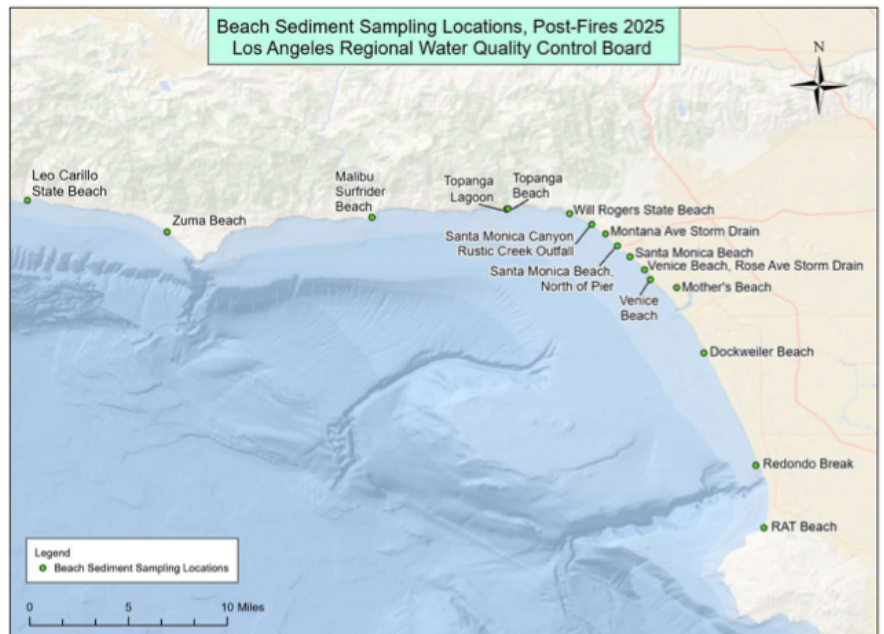 Beach Sediment Sampling Locations, Post-Fires 2025
Los Angeles Regional Water Quality Control Board
N
Leo Carillo
State Beach
Zuma Beach
Malibu
Surfrider
Beach
Topanga
Lagoon
Topanga
Beach
Will Rogers State Beach
Santa Monica Canyon
Rustic Creek Outfall
Montana Ave Storm Drain
Santa Monica Beach,
North of Pier
Santa Monica Beach
Venice Beach, Rose Ave Storm Drain
Venice
Beach
Mother's Beach
Dockweiler Beach
Redondo Break
RAT Beach
Legend
Beach Sediment Sampling Locations
0 5 10 Miles